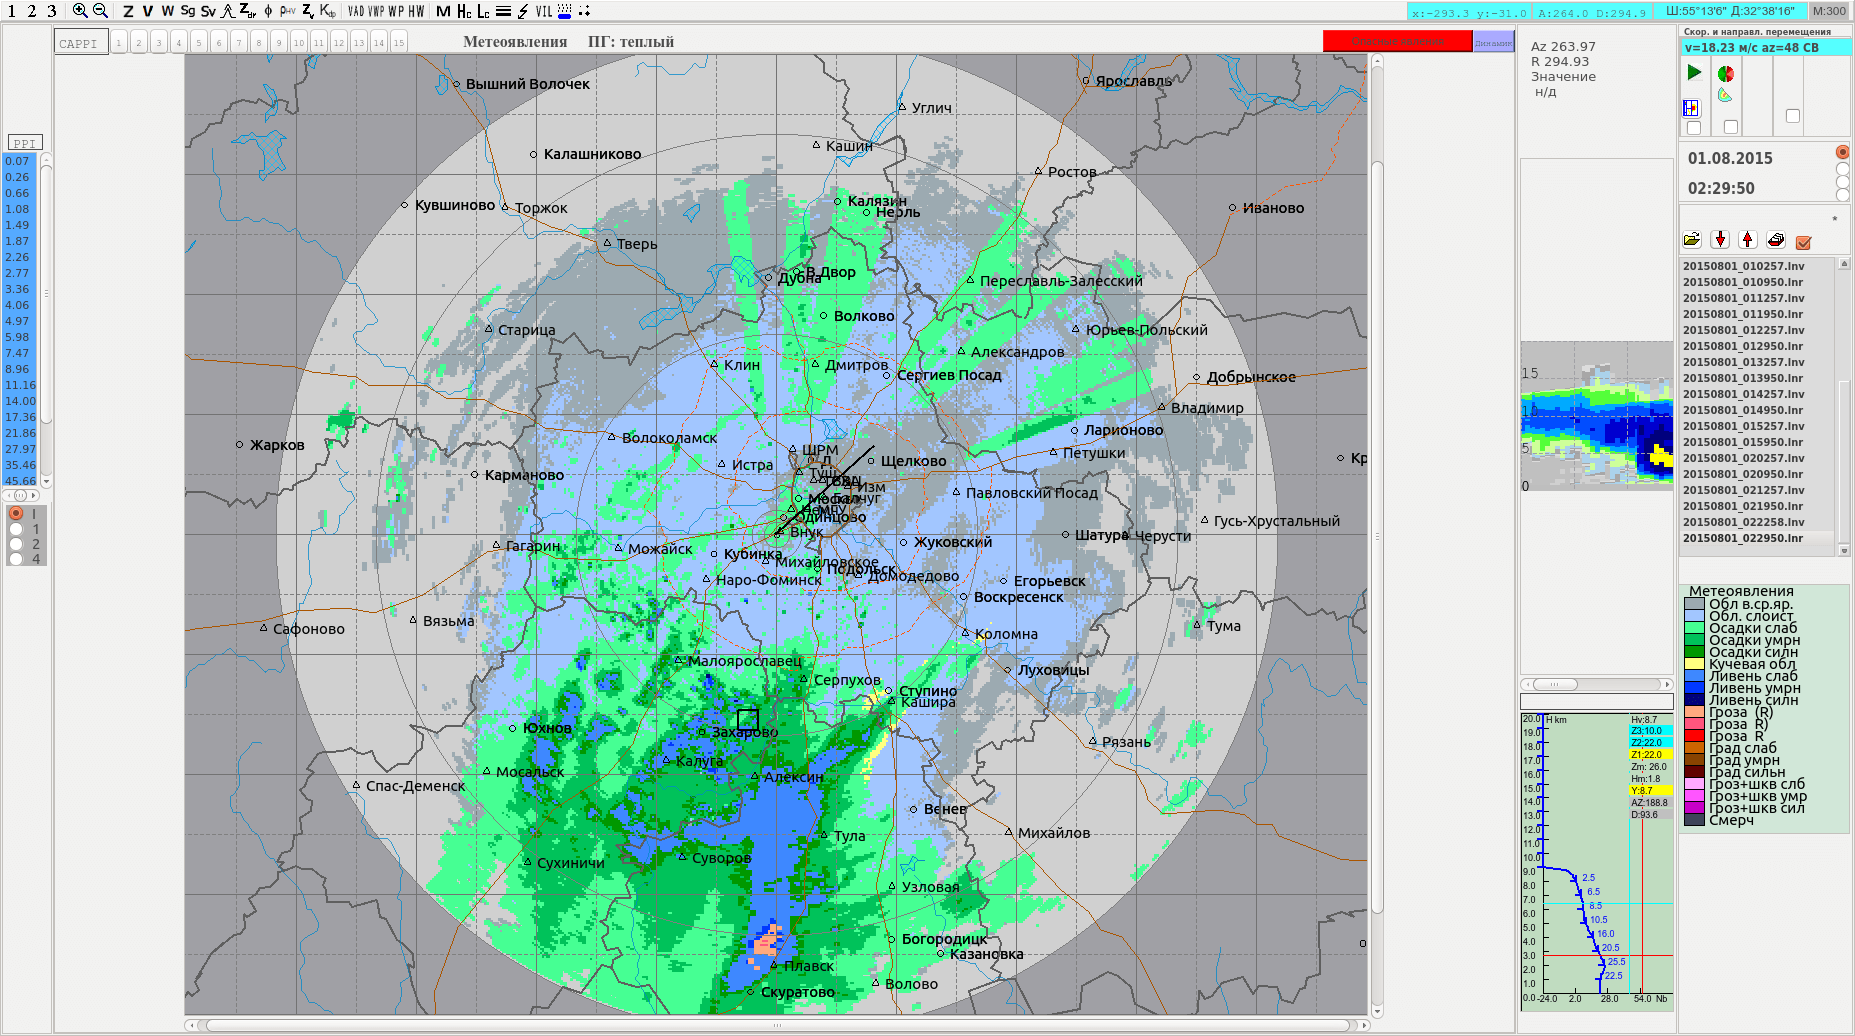 1 2 3 Z V W Sg Sv Zdr ϕ ρHV Zv Kdp VAD VWP WP HW M Hc Lc VIL
x:-293.3 y:-31.0 A:264.0 D:294.9 Ш:55°13'6" Д:32°38'16" M:300
CAPPI 1 2 3 4 5 6 7 8 9 10 11 12 13 14 15 Метеоявления ПГ: теплый
Динамик
PPI
0.07
0.26
0.66
1.08
1.49
1.87
2.26
2.77
3.36
4.06
4.97
5.98
7.47
8.96
11.16
14.00
17.36
21.86
27.97
35.46
45.66
I
1
2
4
Вышний Волочек
Ярославль
Углич
Кашин
Калашниково
Ростов
Кувшиново
Торжок
Калязин
Нерль
Иваново
Тверь
В.Двор
Дубна
Переславль-Залесский
Волково
Старица
Юрьев-Польский
Александров
Клин
Дмитров
Сергиев Посад
Добрынское
Владимир
Ларионово
Волоколамск
Жарков
ШРМ
Петушки
Кр
Истра
Щелково
Карманово
Туш
Изм
Павловский Посад
Балчуг
МГУ
Одинцово
Гусь-Хрустальный
Внук
Шатура
Черусти
Гагарин
Можайск
Кубинка
Жуковский
Михайловское
Подольск
Домодедово
Наро-Фоминск
Егорьевск
Воскресенск
Вязьма
Сафоново
Тума
Коломна
Малоярославец
Луховицы
Серпухов
Ступино
Кашира
Юхнов
Захарово
Рязань
Калуга
Мосальск
Алексин
Спас-Деменск
Венев
Тула
Михайлов
Суворов
Сухиничи
Узловая
Богородицк
Казановка
Плавск
Волово
Скуратово
Az 263.97
R 294.93
Значение
н/д
15
10
5
0
20.0 H km
19.0
18.0
17.0
16.0
15.0
14.0
13.0
12.0
11.0
10.0
9.0
8.0
7.0
6.0
5.0
4.0
3.0
2.0
1.0
0.0 -24.0 2.0 28.0 54.0 Nb
Hv:8.7
Z3:10.0
Z2:22.0
Z1:22.0
Zm: 26.0
Hm:1.8
Y:8.7
AZ:188.8
D:93.6
2.5
6.5
8.5
10.5
16.0
20.5
25.5
22.5
Скор. и направл. перемещения
v=18.23 м/с az=48 СВ
01.08.2015
02:29:50
*
20150801_010257.lnv
20150801_010950.lnr
20150801_011257.lnv
20150801_011950.lnr
20150801_012257.lnv
20150801_012950.lnr
20150801_013257.lnv
20150801_013950.lnr
20150801_014257.lnv
20150801_014950.lnr
20150801_015257.lnv
20150801_015950.lnr
20150801_020257.lnv
20150801_020950.lnr
20150801_021257.lnv
20150801_021950.lnr
20150801_022258.lnv
20150801_022950.lnr
Метеоявления
Обл в.ср.яр.
Обл. слоист
Осадки слаб
Осадки умрн
Осадки силн
Кучевая обл
Ливень слаб
Ливень умрн
Ливень силн
Гроза (R)
Гроза R)
Гроза R
Град слаб
Град умрн
Град сильн
Гроз+шкв слб
Гроз+шкв умр
Гроз+шкв сил
Смерч